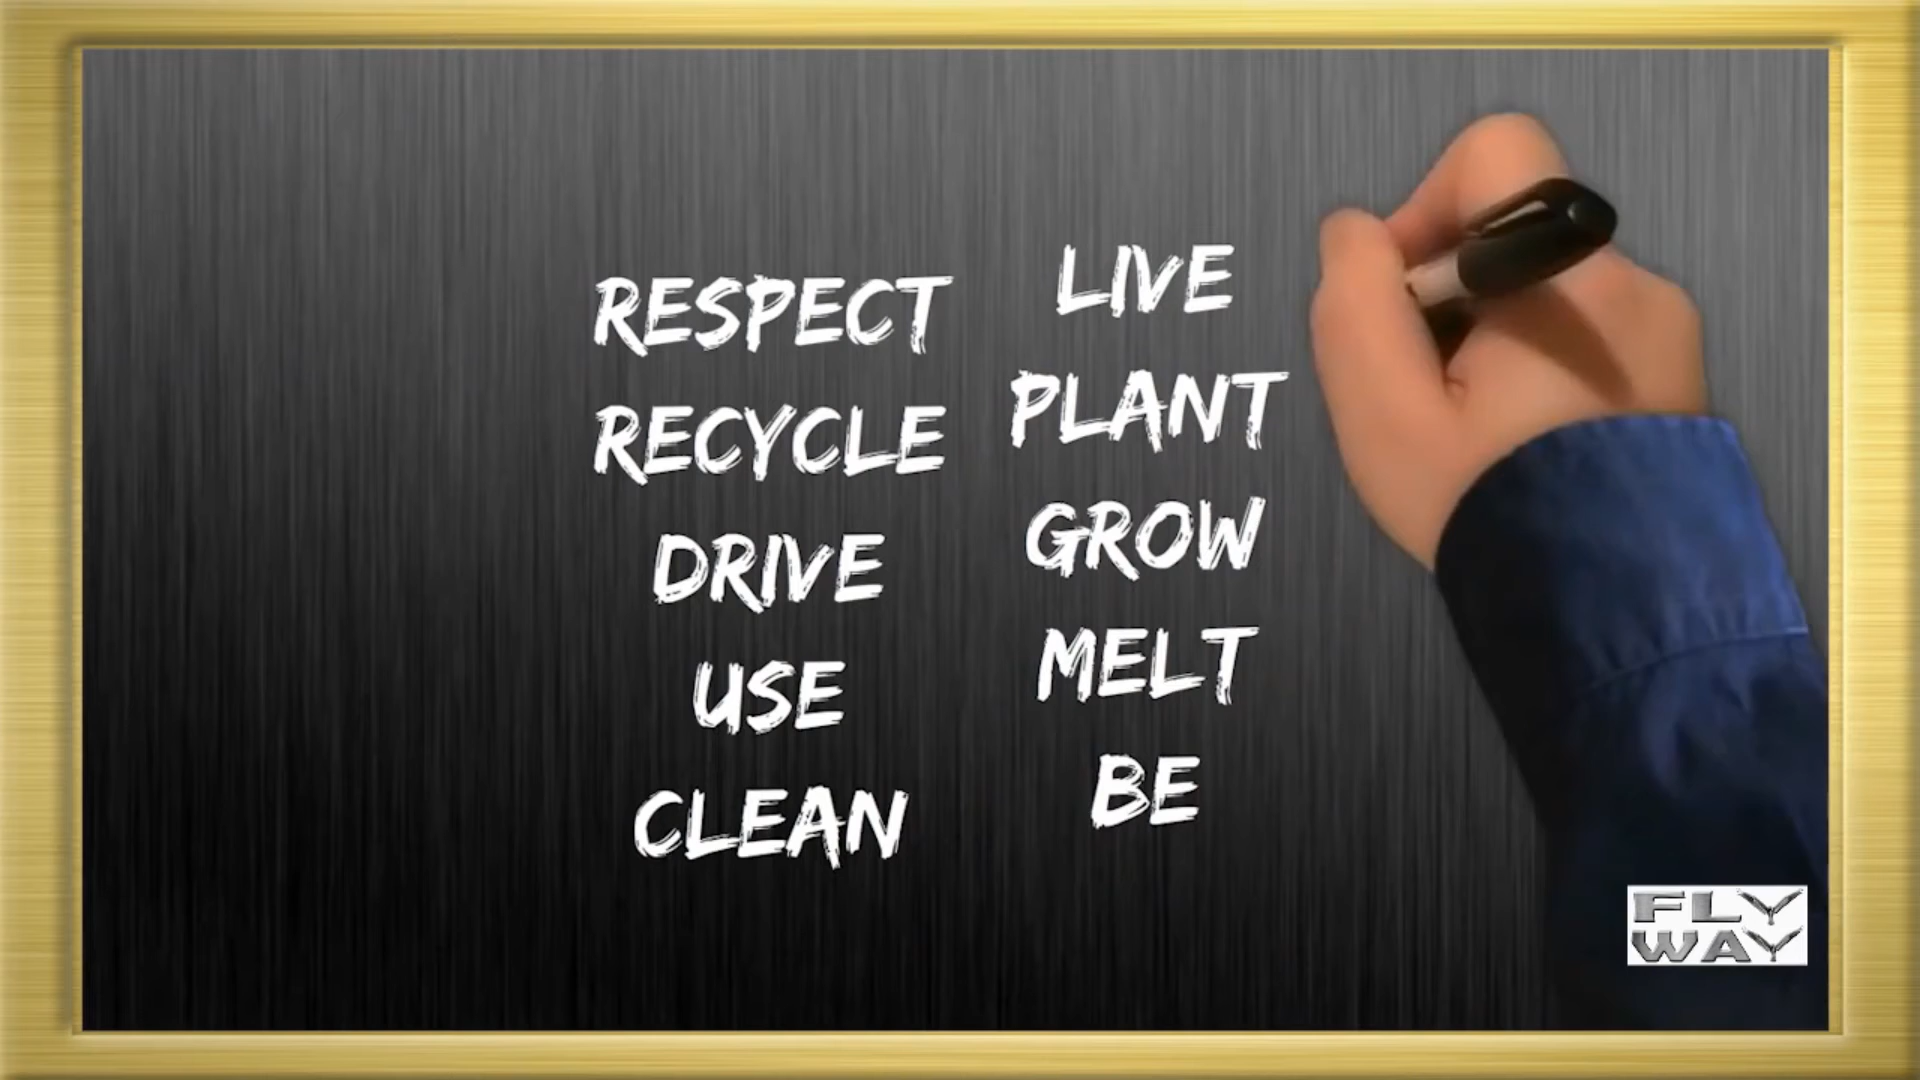 RESPECT
RECYCLE
DRIVE
USE
CLEAN
LIVE
PLANT
GROW
MELT
BE
FLY
WAY